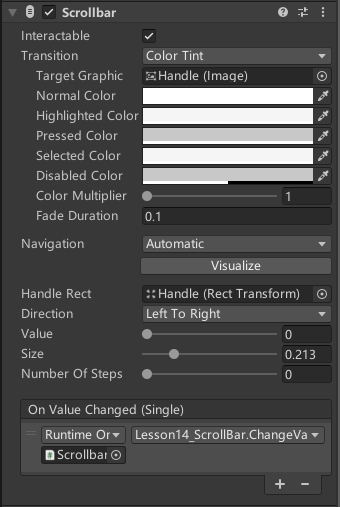 Scrollbar
Interactable
Transition Color Tint
Target Graphic Handle (Image)
Normal Color
Highlighted Color
Pressed Color
Selected Color
Disabled Color
Color Multiplier 1
Fade Duration 0.1
Navigation Automatic
Visualize
Handle Rect Handle (Rect Transform)
Direction Left To Right
Value 0
Size 0.213
Number Of Steps 0
On Value Changed (Single)
Runtime Or Lesson14_ScrollBar.ChangeVa
Scrollbar